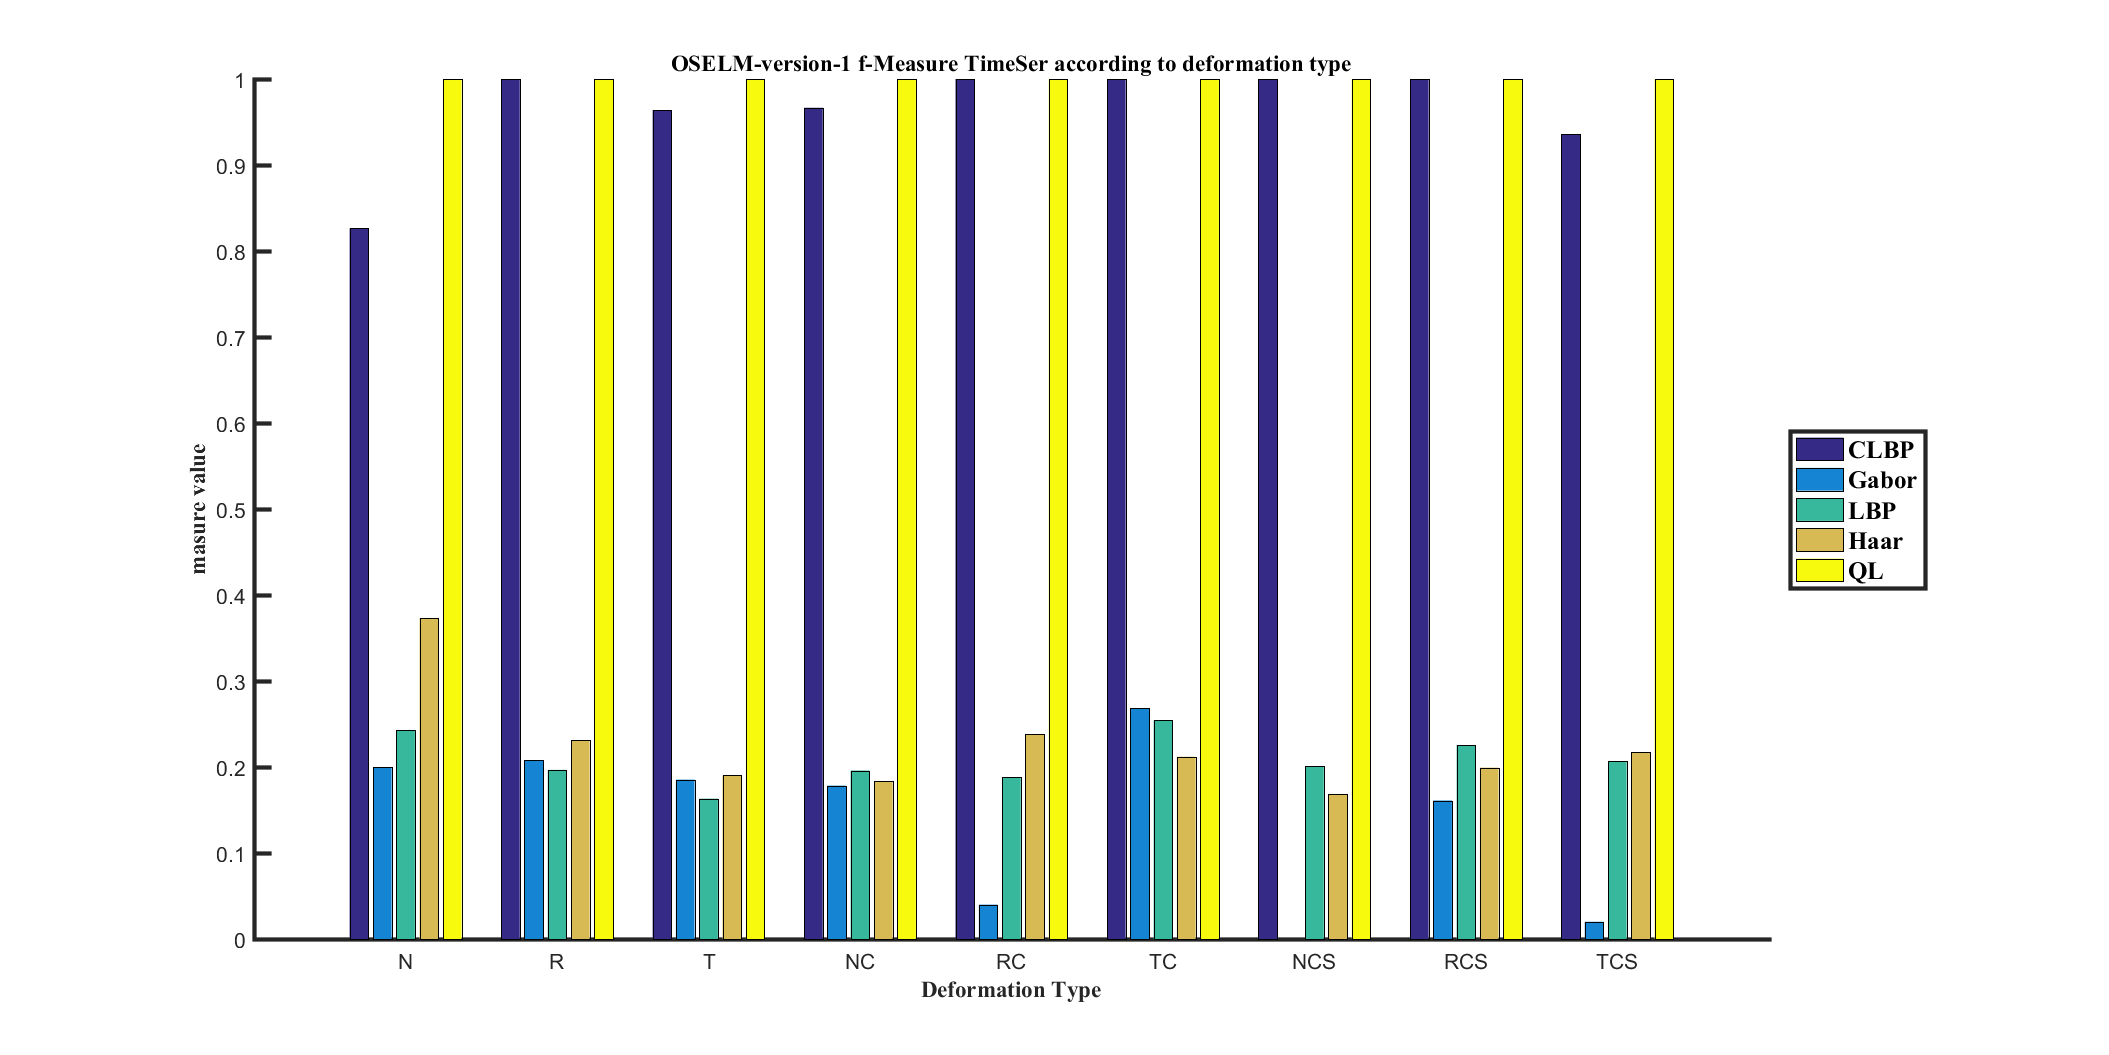 OSELM-version-1 f-Measure TimeSer according to deformation type
1
0.9
0.8
0.7
0.6
0.5
0.4
0.3
0.2
0.1
0
masure value
N R T NC RC TC NCS RCS TCS
Deformation Type
CLBP
Gabor
LBP
Haar
QL